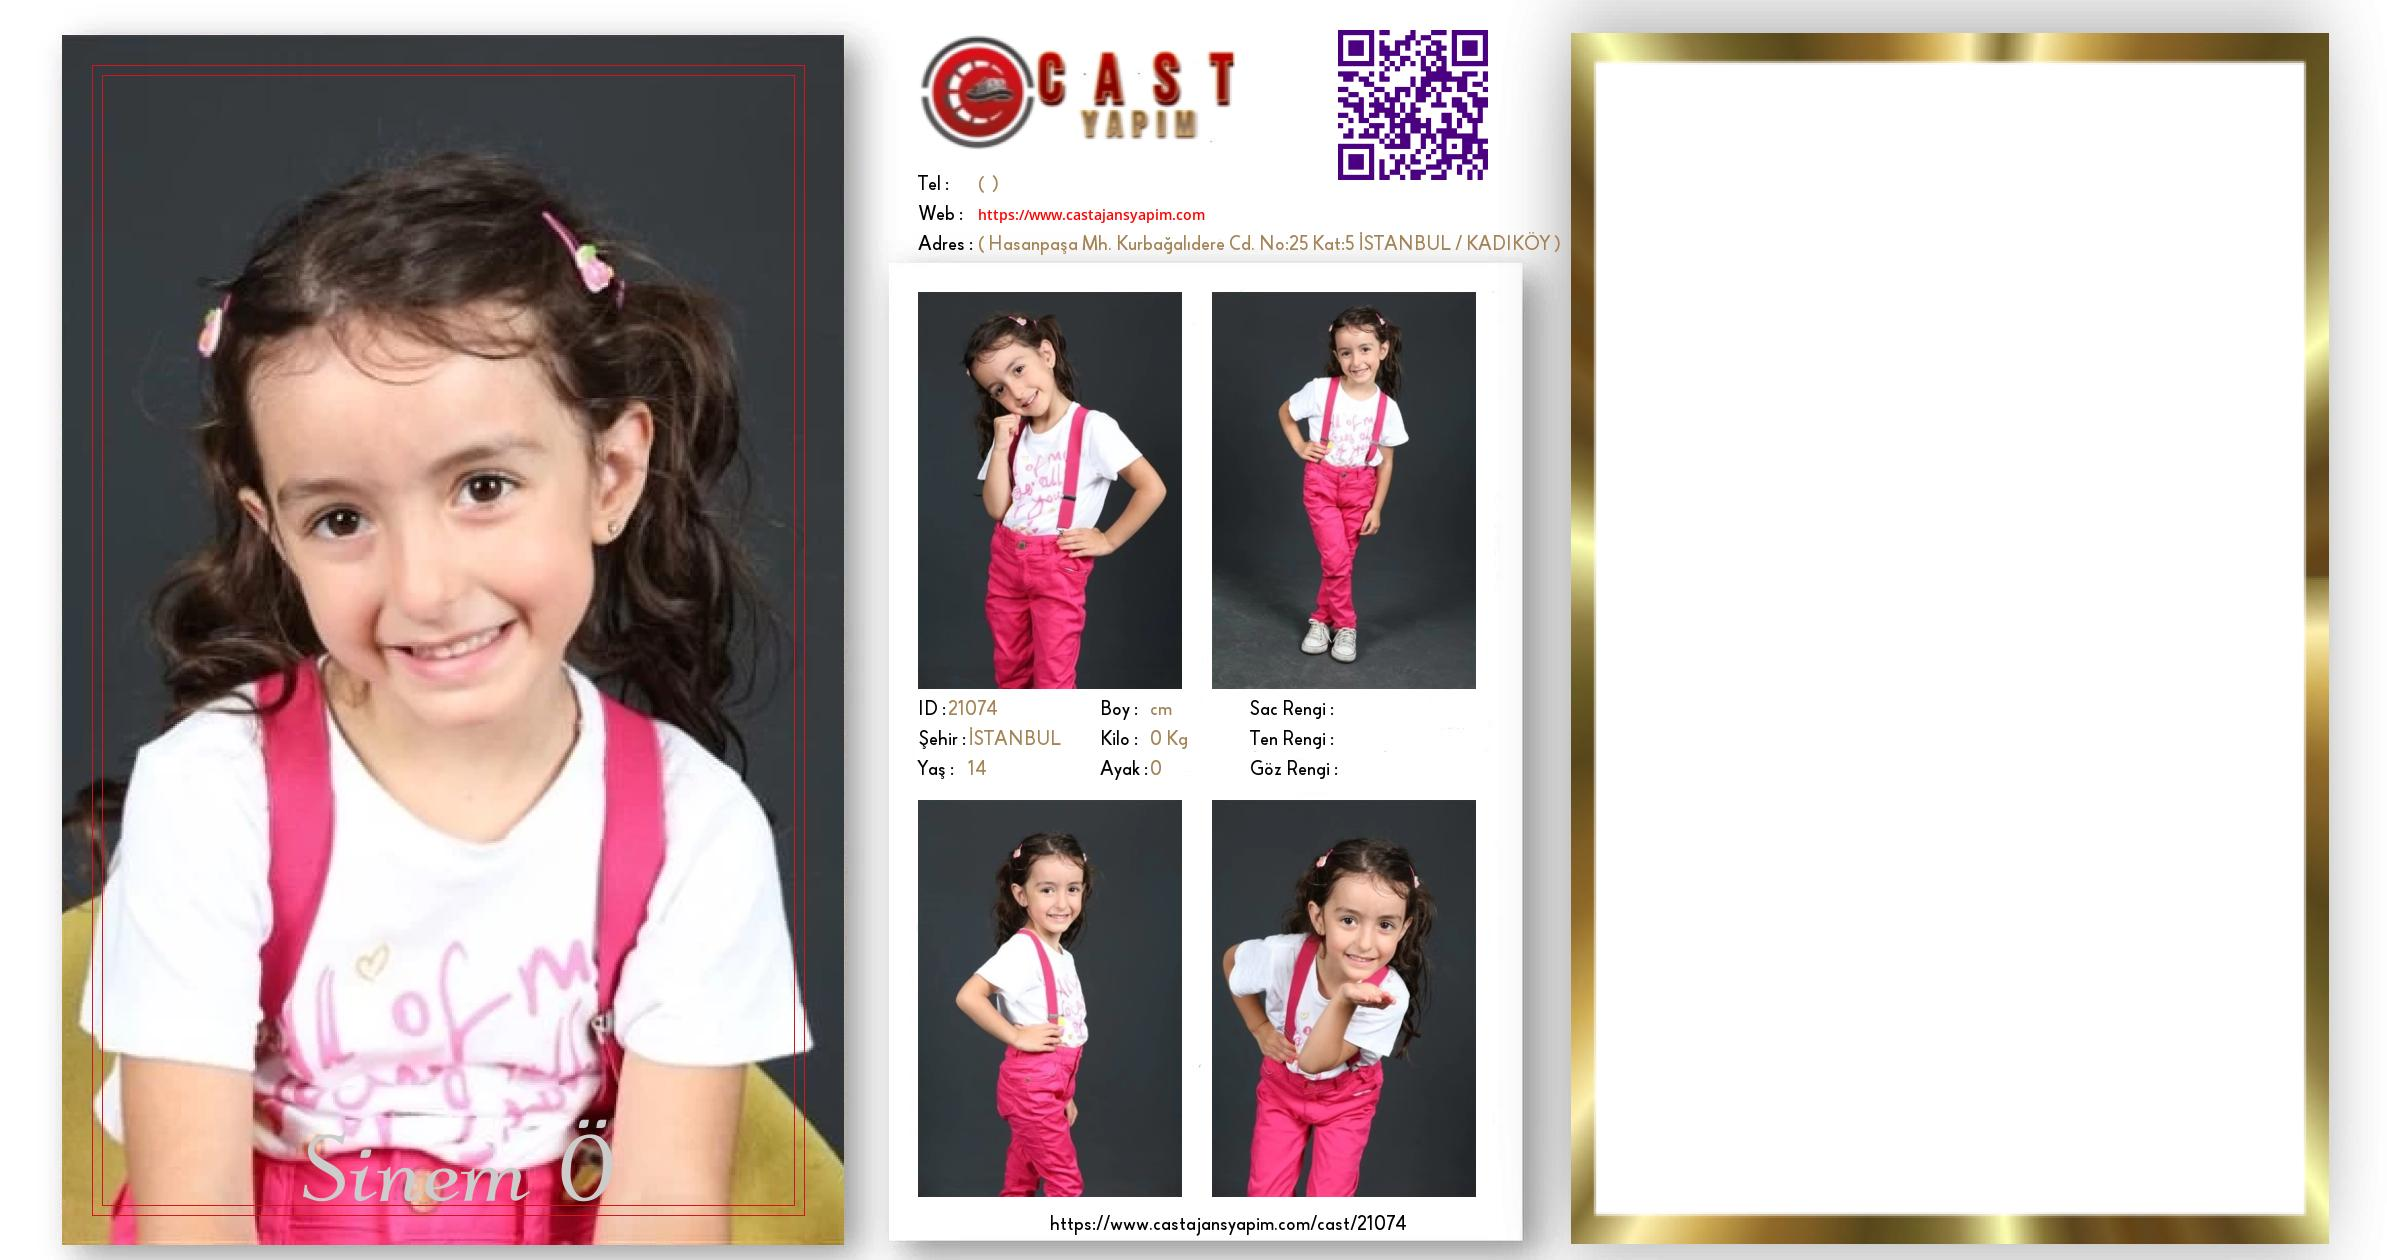 Sinem Ö
CAST
YAPIM
Tel : ( )
Web : https://www.castajansyapim.com
Adres : ( Hasanpaşa Mh. Kurbağalıdere Cd. No:25 Kat:5 İSTANBUL / KADIKÖY )
ID : 21074 Boy : cm Sac Rengi :
Şehir : İSTANBUL Kilo : 0 Kg Ten Rengi :
Yaş : 14 Ayak : 0 Göz Rengi :
https://www.castajansyapim.com/cast/21074